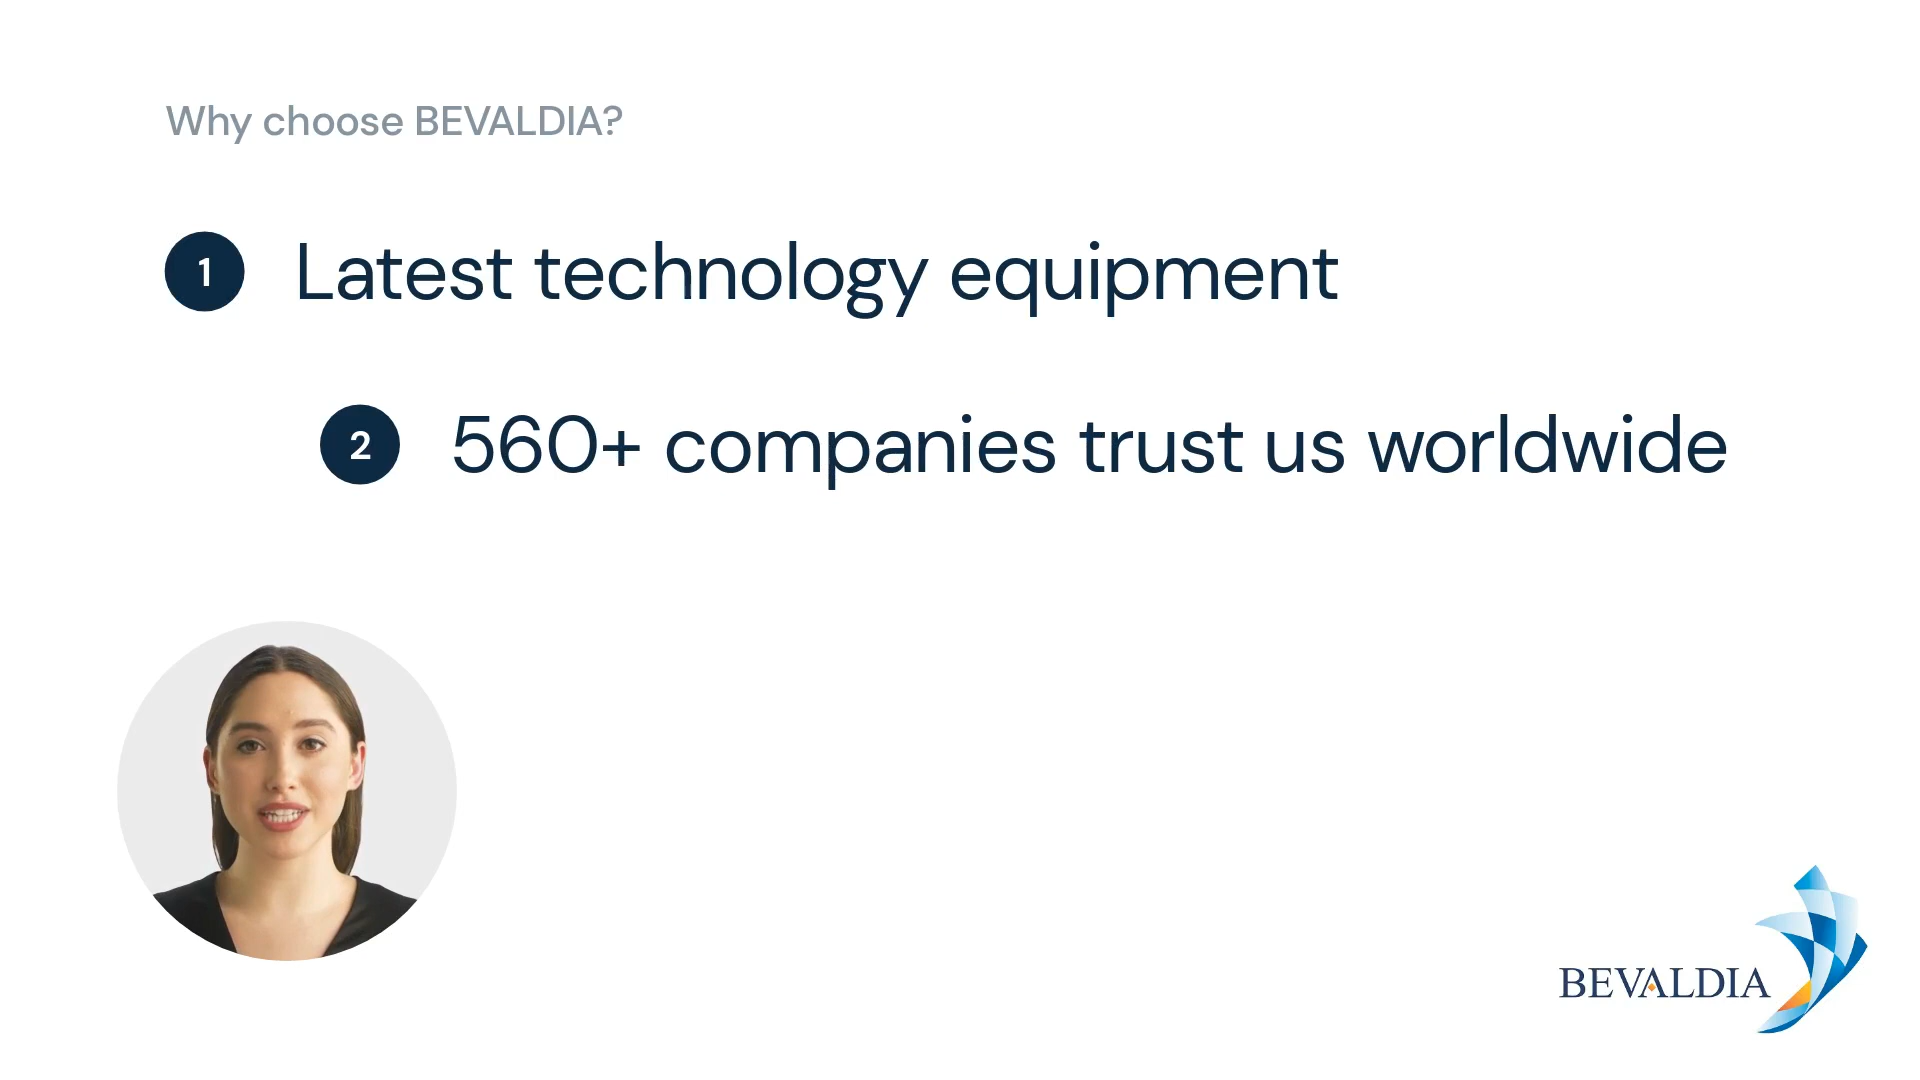 Why choose BEVALDIA?
1 Latest technology equipment
2 560+ companies trust us worldwide
BEVALDIA